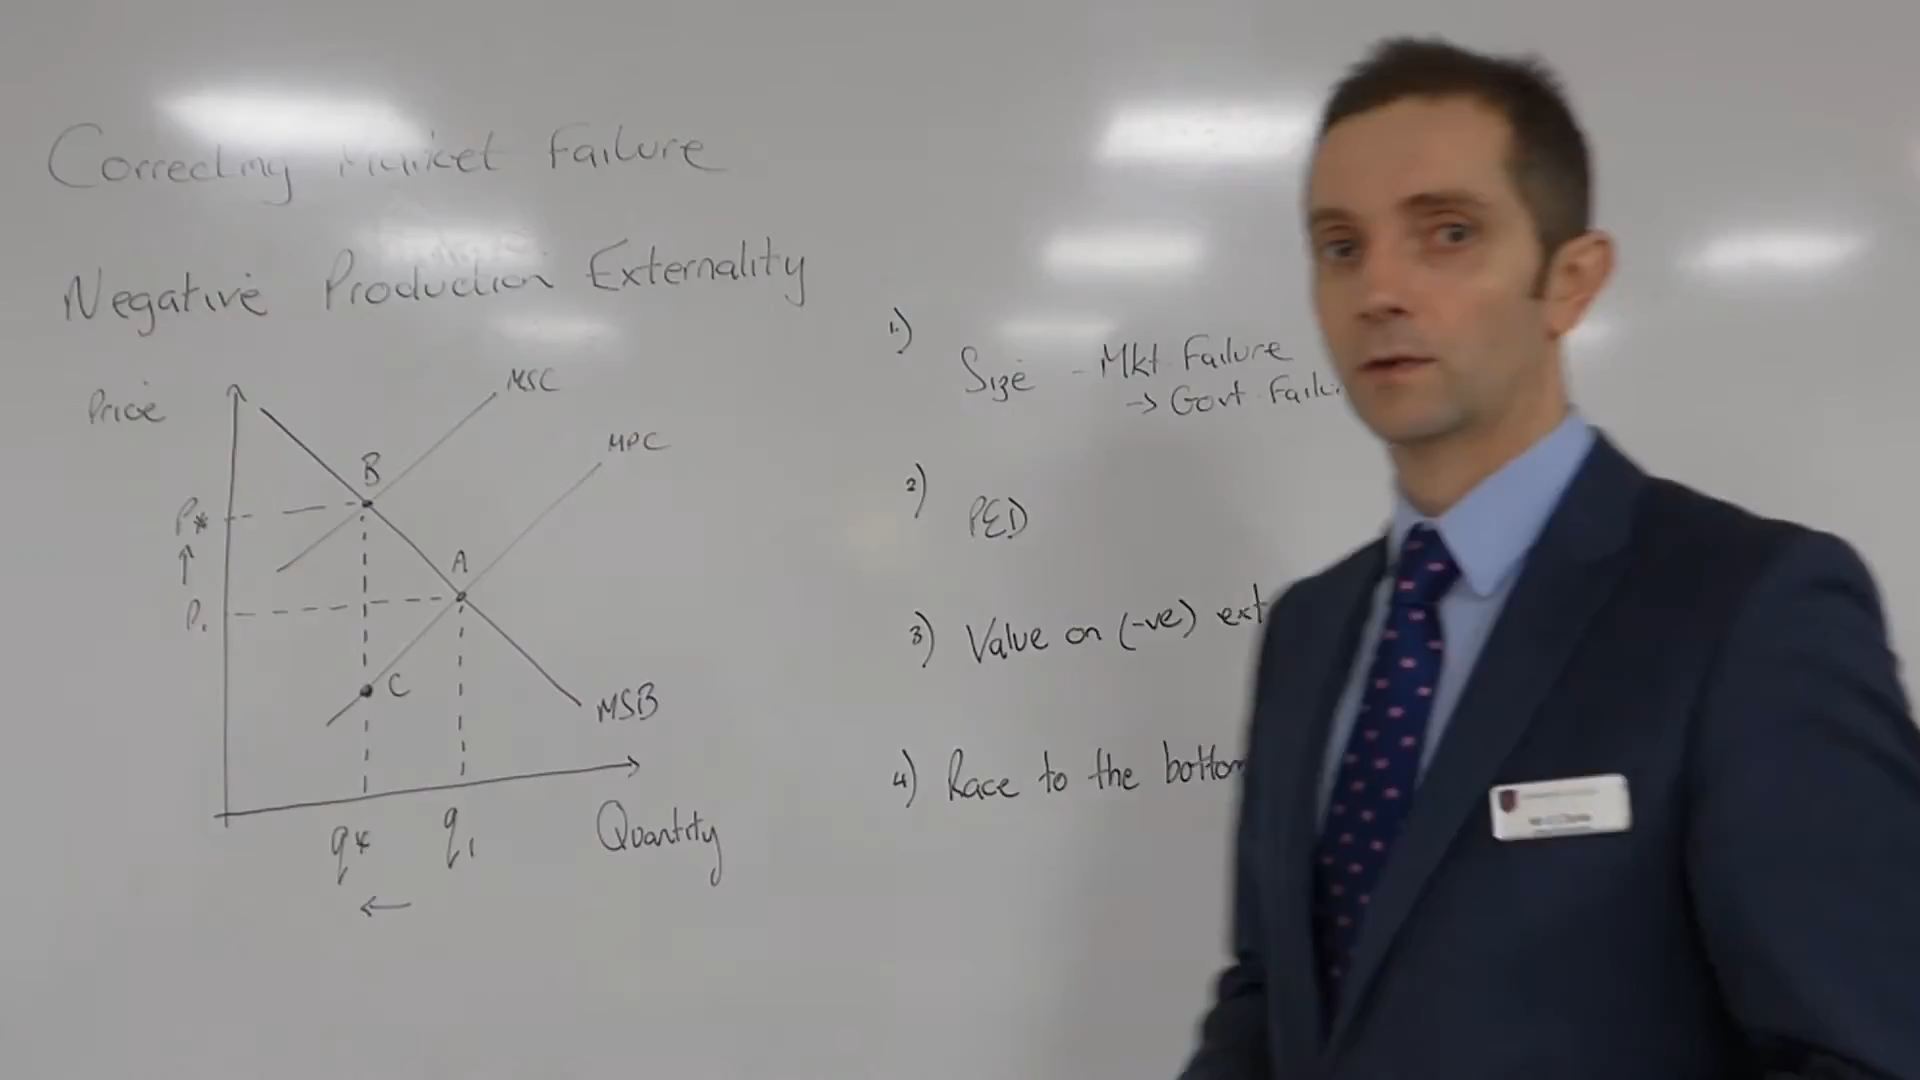 Correcting Market Failure
Negative Production Externality
Price
MSC
MPC
B
P*
↑
A
P1
C
MSB
q*
q1
Quantity
←
1.) Size - Mkt Failure
→ Govt Failu
2) PED
3) Value on (-ve) ext
4) Race to the bottom